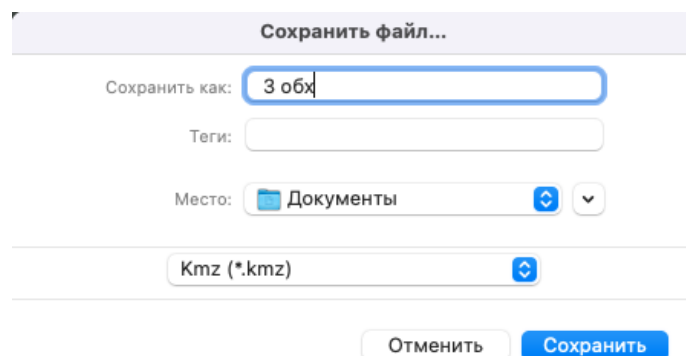 Сохранить файл...
Сохранить как: 3 обх
Теги:
Место: Документы
Kmz (*.kmz)
Отменить Сохранить